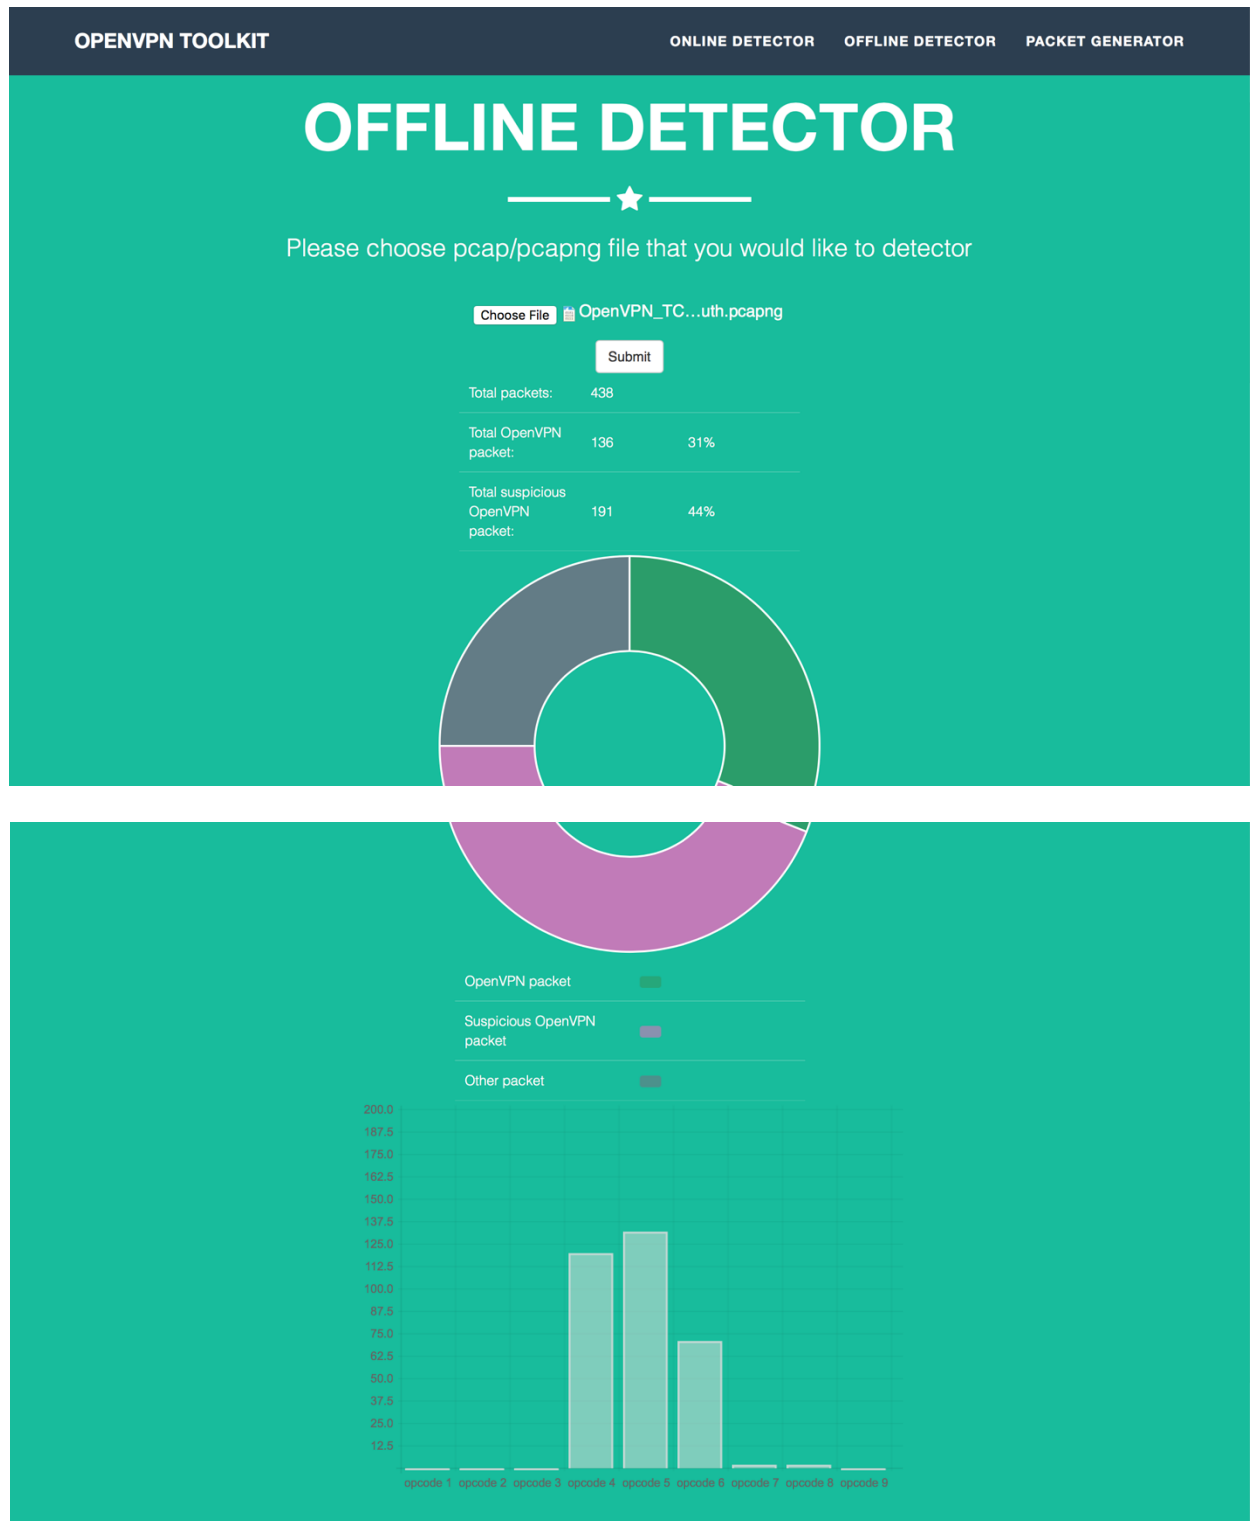 OPENVPN TOOLKIT
ONLINE DETECTOR OFFLINE DETECTOR PACKET GENERATOR
OFFLINE DETECTOR
Please choose pcap/pcapng file that you would like to detector
Choose File OpenVPN_TC...uth.pcapng
Submit
Total packets: 438
Total OpenVPN
packet: 136 31%
Total suspicious
OpenVPN 191 44%
packet:
OpenVPN packet
Suspicious OpenVPN
packet
Other packet
200.0
187.5
175.0
162.5
150.0
137.5
125.0
112.5
100.0
87.5
75.0
62.5
50.0
37.5
25.0
12.5
opcode 1 opcode 2 opcode 3 opcode 4 opcode 5 opcode 6 opcode 7 opcode 8 opcode 9